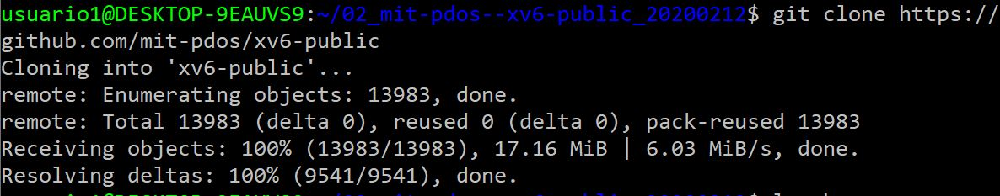 usuario1@DESKTOP-9EAUVS9:~/02_mit-pdos--xv6-public_20200212$ git clone https://
github.com/mit-pdos/xv6-public
Cloning into 'xv6-public'...
remote: Enumerating objects: 13983, done.
remote: Total 13983 (delta 0), reused 0 (delta 0), pack-reused 13983
Receiving objects: 100% (13983/13983), 17.16 MiB | 6.03 MiB/s, done.
Resolving deltas: 100% (9541/9541), done.